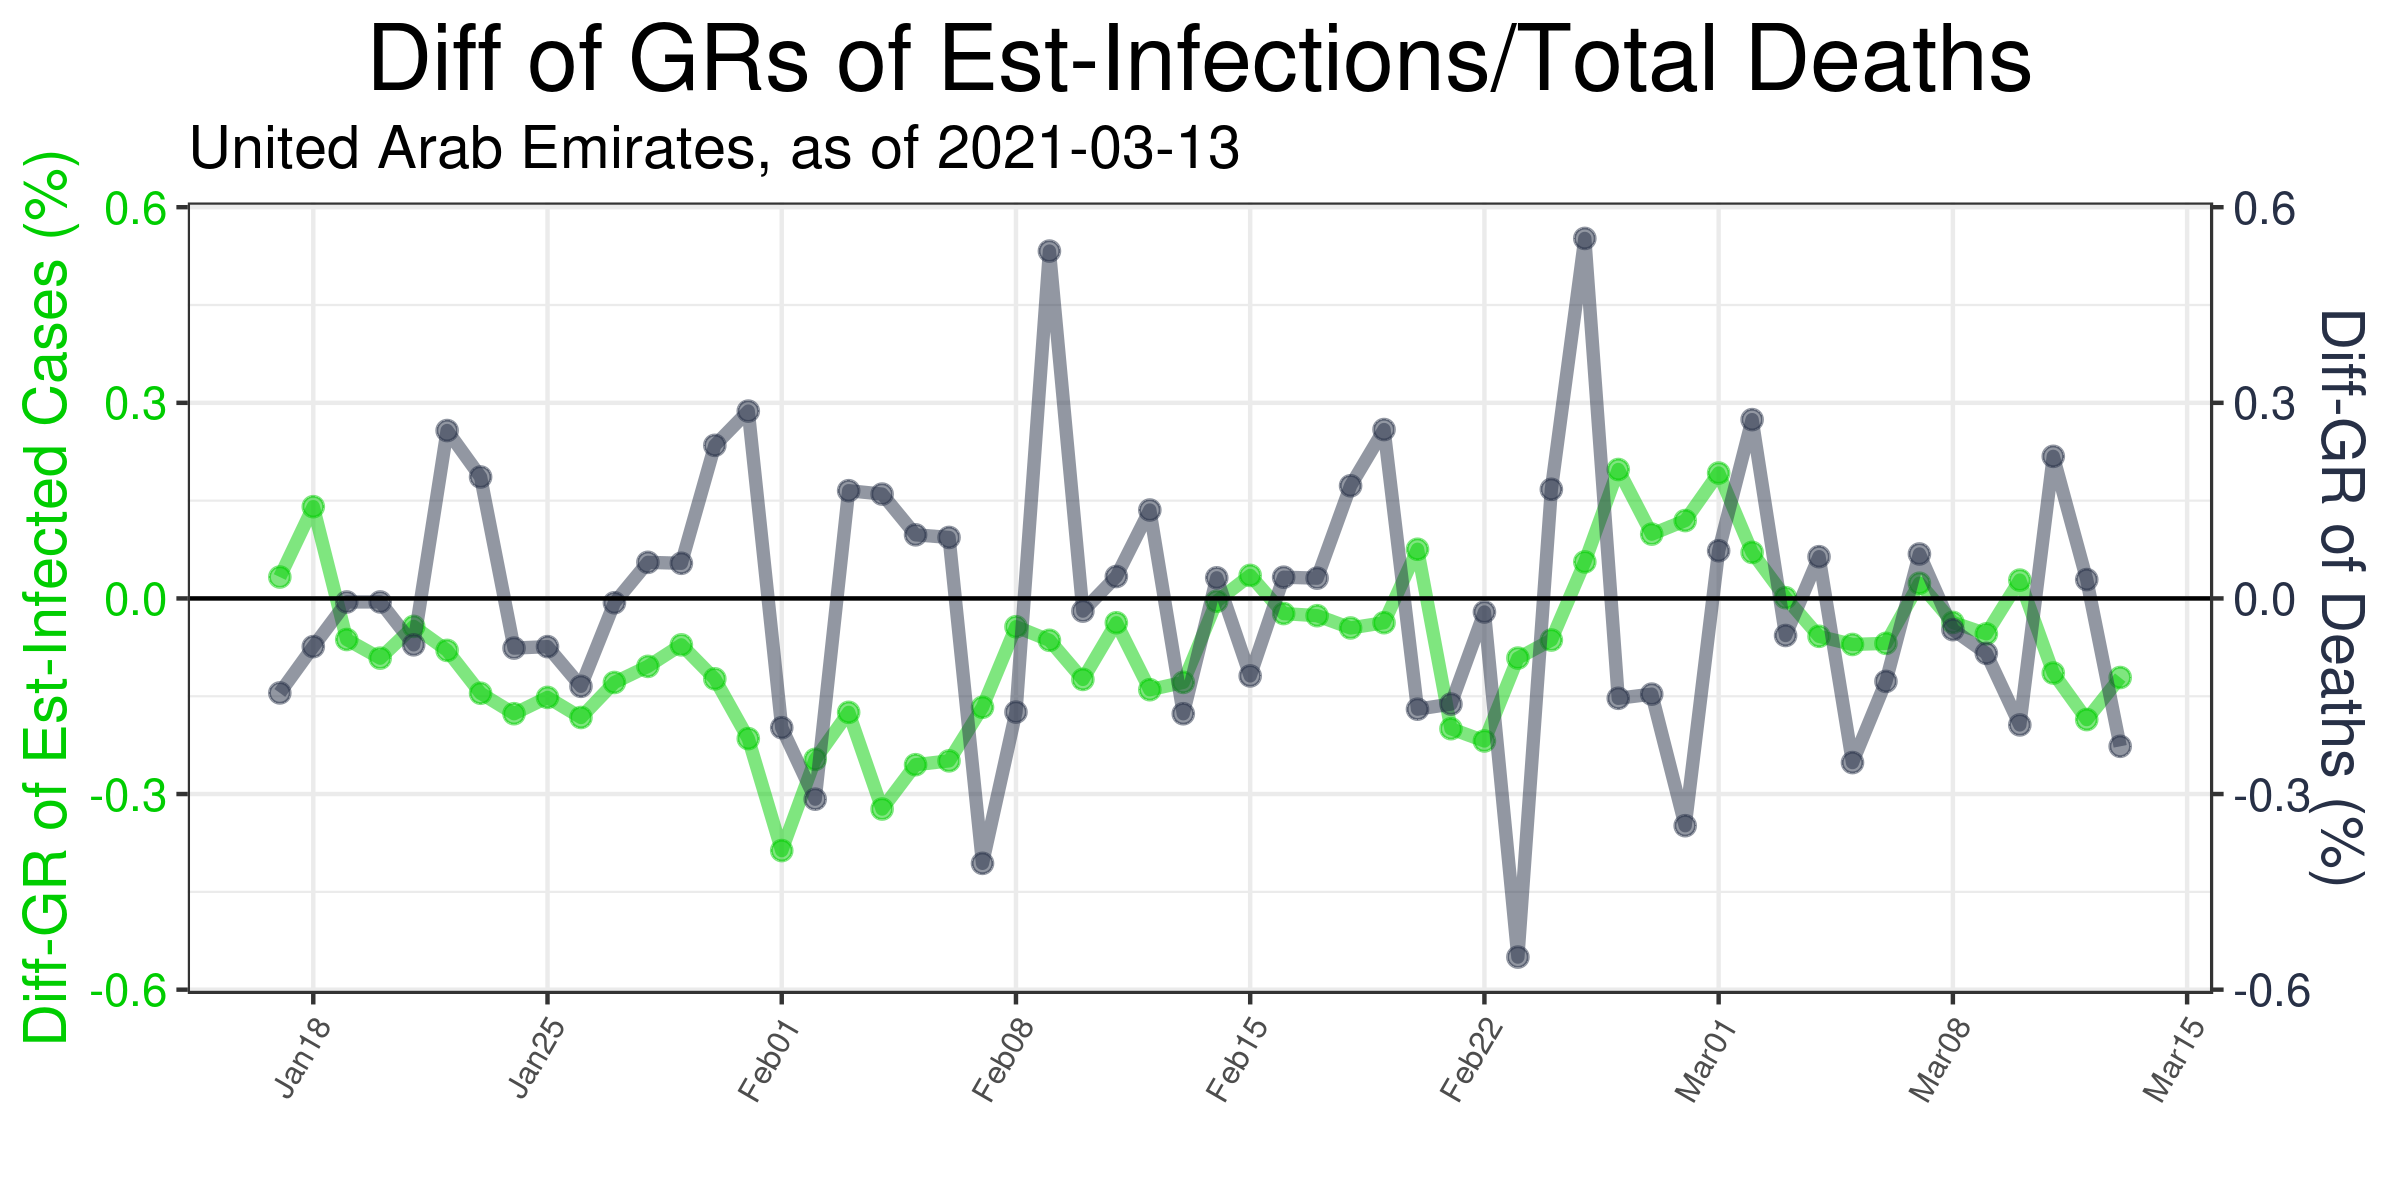 Diff of GRs of Est-Infections/Total Deaths
United Arab Emirates, as of 2021-03-13
Diff-GR of Est-Infected Cases (%)
0.6
0.3
0.0
-0.3
-0.6
0.6
0.3
0.0
-0.3
-0.6
Diff-GR of Deaths (%)
Jan18
Jan25
Feb01
Feb08
Feb15
Feb22
Mar01
Mar08
Mar15